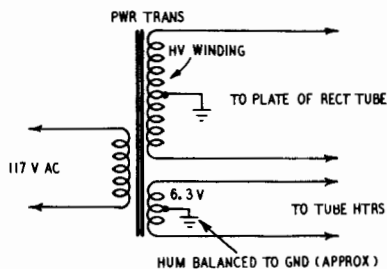 PWR TRANS
HV WINDING
TO PLATE OF RECT TUBE
117 V AC
6.3 V
TO TUBE HTRS
HUM BALANCED TO GND (APPROX)